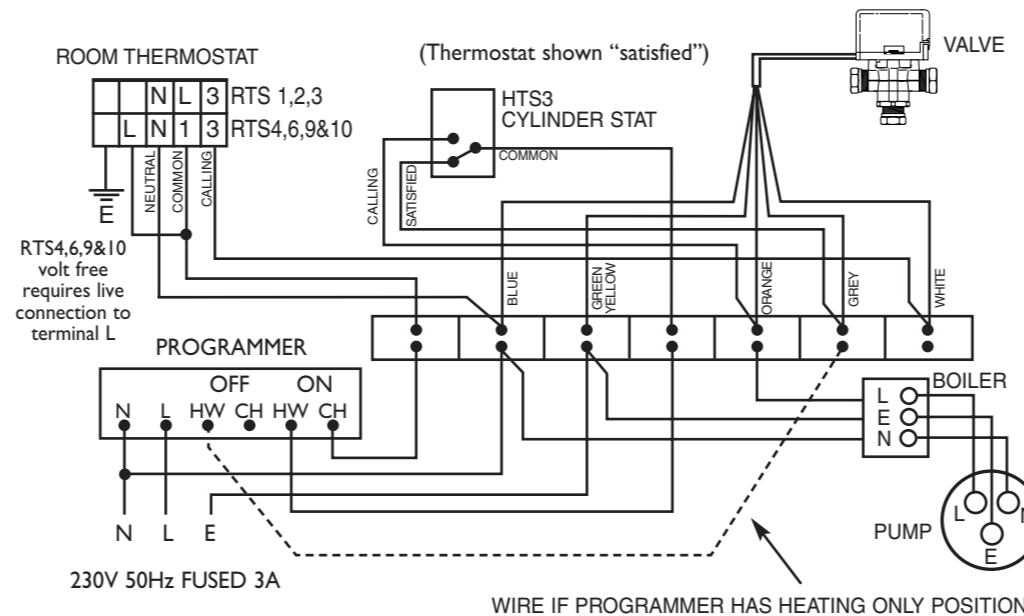 ROOM THERMOSTAT
N L 3 RTS 1,2,3
L N 1 3 RTS4,6,9&10
E
NEUTRAL
COMMON
CALLING
RTS4,6,9&10
volt free
requires live
connection to
terminal L
(Thermostat shown “satisfied”)
HTS3
CYLINDER STAT
COMMON
CALLING
SATISFIED
VALVE
BLUE
GREEN
YELLOW
ORANGE
GREY
WHITE
PROGRAMMER
OFF ON
N L HW CH HW CH
N L E
230V 50Hz FUSED 3A
BOILER
L
E
N
PUMP
L
N
E
WIRE IF PROGRAMMER HAS HEATING ONLY POSITION